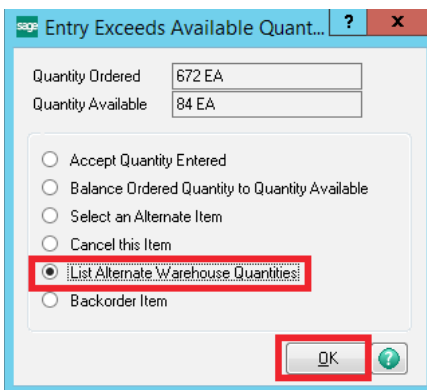 sage Entry Exceeds Available Quant... ? x
Quantity Ordered 672 EA
Quantity Available 84 EA
Accept Quantity Entered
Balance Ordered Quantity to Quantity Available
Select an Alternate Item
Cancel this Item
List Alternate Warehouse Quantities
Backorder Item
OK ?